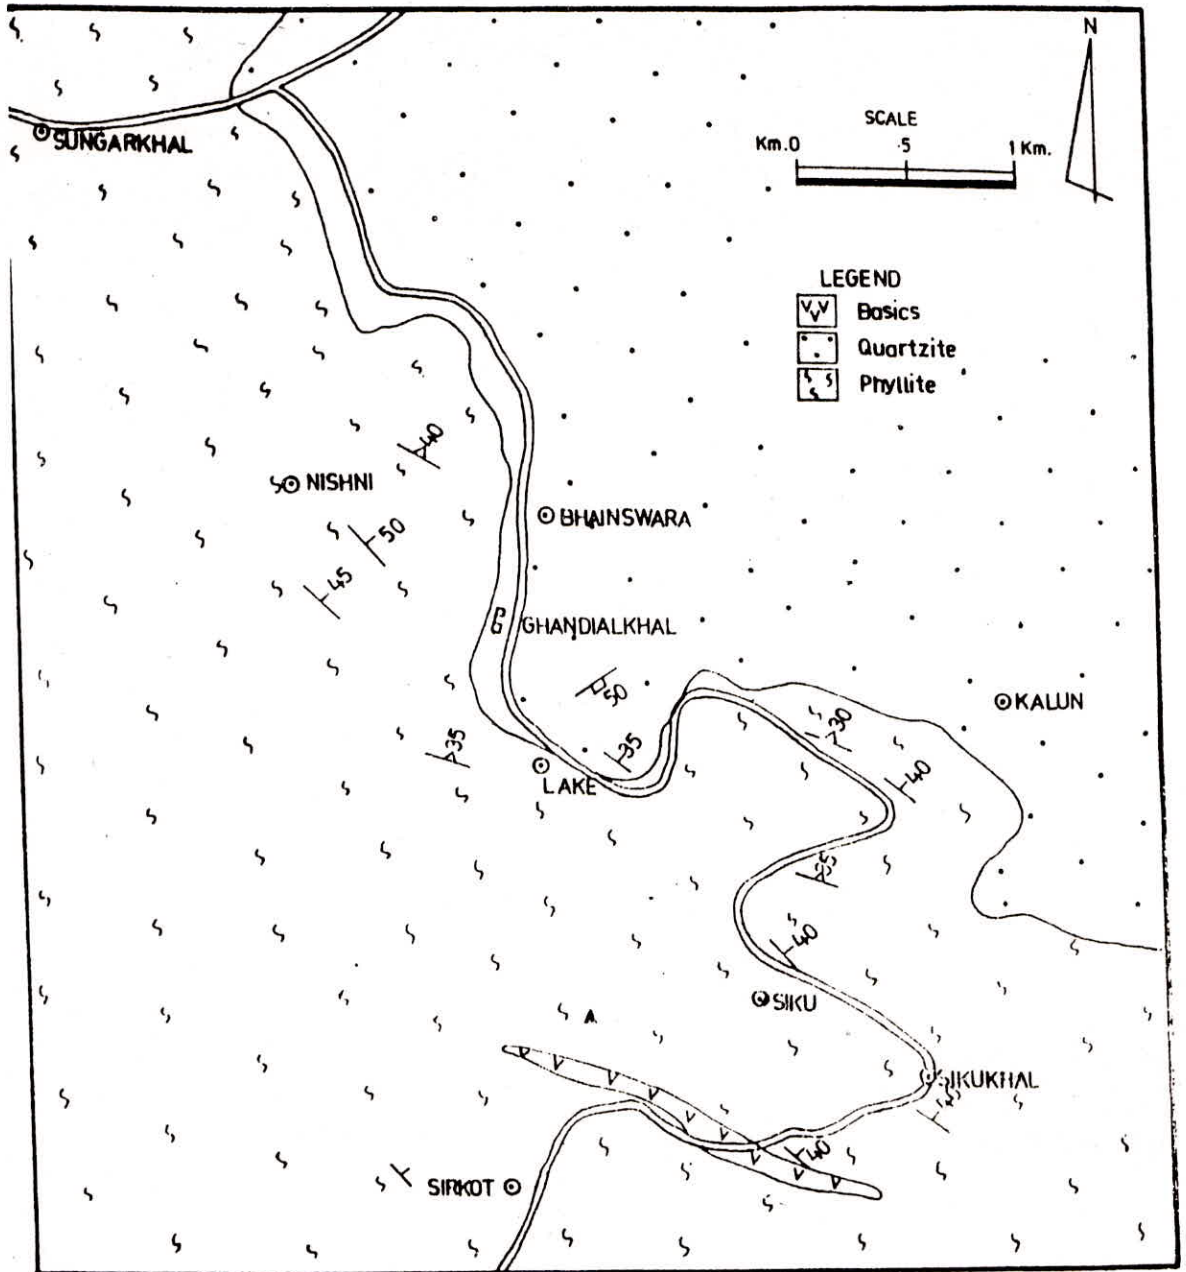 N
SCALE
Km.0 .5 1 Km.
SUNGARKHAL
LEGEND
Basics
Quartzite
Phyllite
40
NISHNI
BHAINSWARA
50
45
GHANDIALKHAL
50
KALUN
35
35
30
LAKE
40
35
40
SIKU
SIKUKHAL
40
SIRKOT